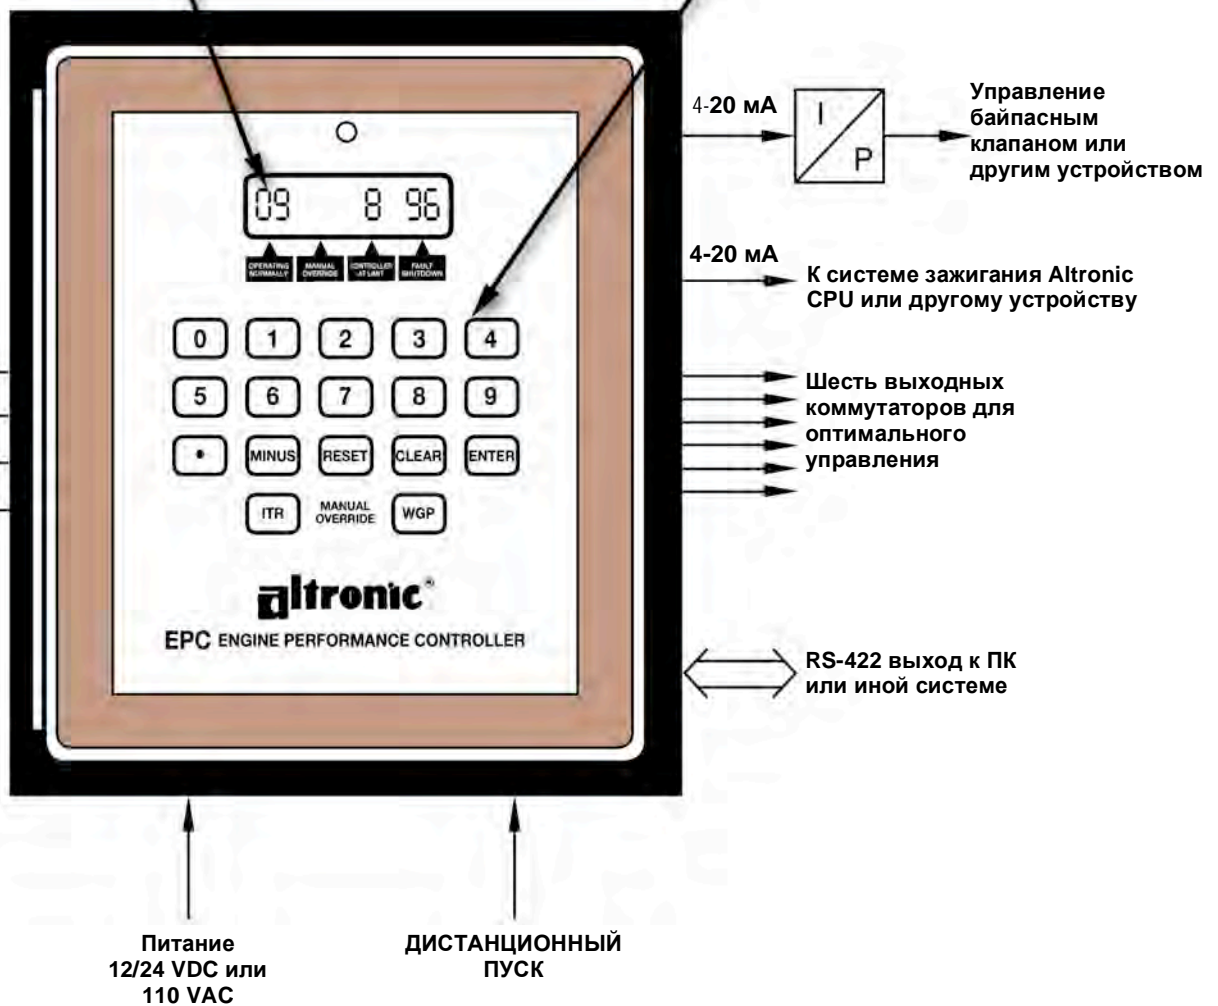 4-20 мА
I
P
Управление
байпасным
клапаном или
другим устройством
09 8 96
OPERATING
NORMALLY
MANUAL
OVERRIDE
CONTROLLER
AT LIMIT
FAULT
SHUTDOWN
4-20 мА
К системе зажигания Altronic
CPU или другому устройству
0 1 2 3 4
5 6 7 8 9
• MINUS RESET CLEAR ENTER
ITR MANUAL
OVERRIDE WGP
Шесть выходных
коммутаторов для
оптимального
управления
altronic®
EPC ENGINE PERFORMANCE CONTROLLER
RS-422 выход к ПК
или иной системе
Питание
12/24 VDC или
110 VAC
ДИСТАНЦИОННЫЙ
ПУСК